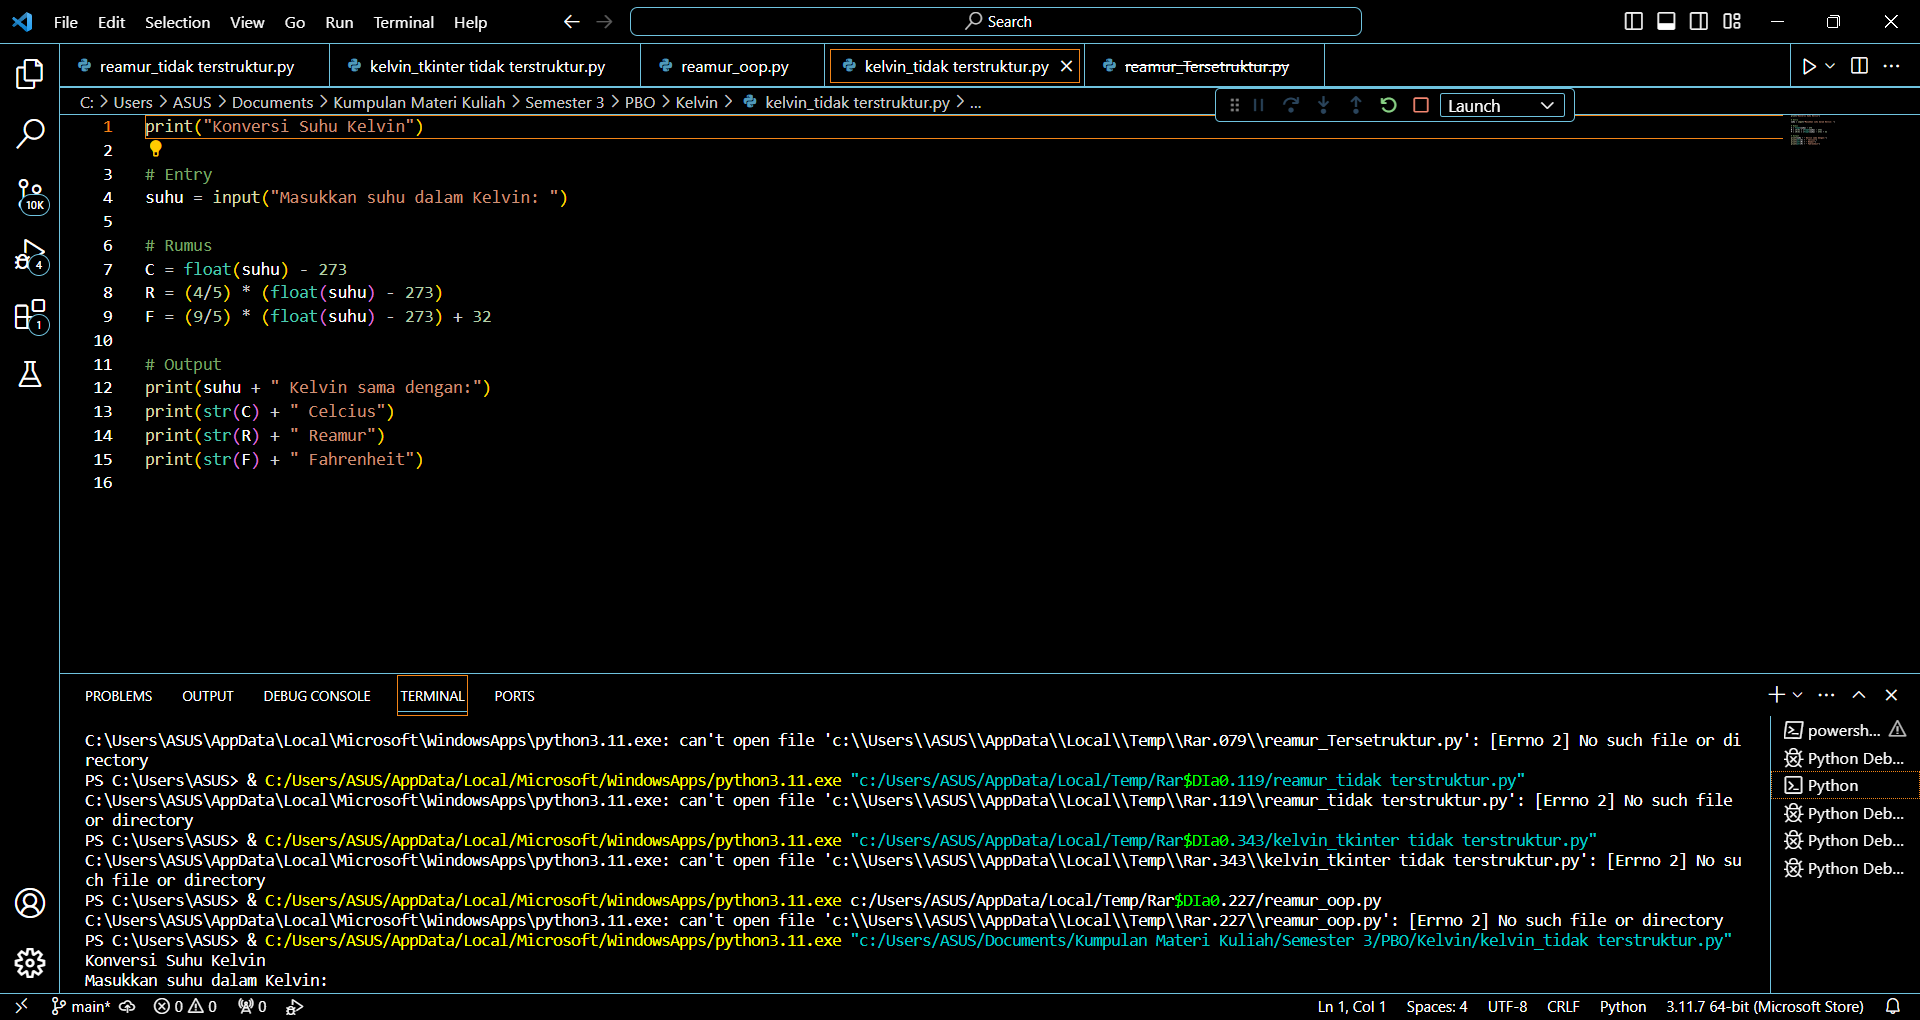 File Edit Selection View Go Run Terminal Help
Search
reamur_tidak terstruktur.py
kelvin_tkinter tidak terstruktur.py
reamur_oop.py
kelvin_tidak terstruktur.py
reamur_Tersetruktur.py
C: > Users > ASUS > Documents > Kumpulan Materi Kuliah > Semester 3 > PBO > Kelvin > kelvin_tidak terstruktur.py > ...
Launch
1 print("Konversi Suhu Kelvin")
2
3 # Entry
4 suhu = input("Masukkan suhu dalam Kelvin: ")
5
6 # Rumus
7 C = float(suhu) - 273
8 R = (4/5) * (float(suhu) - 273)
9 F = (9/5) * (float(suhu) - 273) + 32
10
11 # Output
12 print(suhu + " Kelvin sama dengan:")
13 print(str(C) + " Celcius")
14 print(str(R) + " Reamur")
15 print(str(F) + " Fahrenheit")
16
10K
4
1
PROBLEMS OUTPUT DEBUG CONSOLE TERMINAL PORTS
C:\Users\ASUS\AppData\Local\Microsoft\WindowsApps\python3.11.exe: can't open file 'c:\\Users\\ASUS\\AppData\\Local\\Temp\\Rar.079\\reamur_Tersetruktur.py': [Errno 2] No such file or di
rectory
PS C:\Users\ASUS> & C:/Users/ASUS/AppData/Local/Microsoft/WindowsApps/python3.11.exe "c:/Users/ASUS/AppData/Local/Temp/Rar$DIa0.119/reamur_tidak terstruktur.py"
C:\Users\ASUS\AppData\Local\Microsoft\WindowsApps\python3.11.exe: can't open file 'c:\\Users\\ASUS\\AppData\\Local\\Temp\\Rar.119\\reamur_tidak terstruktur.py': [Errno 2] No such file
or directory
PS C:\Users\ASUS> & C:/Users/ASUS/AppData/Local/Microsoft/WindowsApps/python3.11.exe "c:/Users/ASUS/AppData/Local/Temp/Rar$DIa0.343/kelvin_tkinter tidak terstruktur.py"
C:\Users\ASUS\AppData\Local\Microsoft\WindowsApps\python3.11.exe: can't open file 'c:\\Users\\ASUS\\AppData\\Local\\Temp\\Rar.343\\kelvin_tkinter tidak terstruktur.py': [Errno 2] No su
ch file or directory
PS C:\Users\ASUS> & C:/Users/ASUS/AppData/Local/Microsoft/WindowsApps/python3.11.exe c:/Users/ASUS/AppData/Local/Temp/Rar$DIa0.227/reamur_oop.py
C:\Users\ASUS\AppData\Local\Microsoft\WindowsApps\python3.11.exe: can't open file 'c:\\Users\\ASUS\\AppData\\Local\\Temp\\Rar.227\\reamur_oop.py': [Errno 2] No such file or directory
PS C:\Users\ASUS> & C:/Users/ASUS/AppData/Local/Microsoft/WindowsApps/python3.11.exe "c:/Users/ASUS/Documents/Kumpulan Materi Kuliah/Semester 3/PBO/Kelvin/kelvin_tidak terstruktur.py"
Konversi Suhu Kelvin
Masukkan suhu dalam Kelvin:
powersh...
Python Deb...
Python
Python Deb...
Python Deb...
Python Deb...
main* 0 0 0
Ln 1, Col 1 Spaces: 4 UTF-8 CRLF Python 3.11.7 64-bit (Microsoft Store)